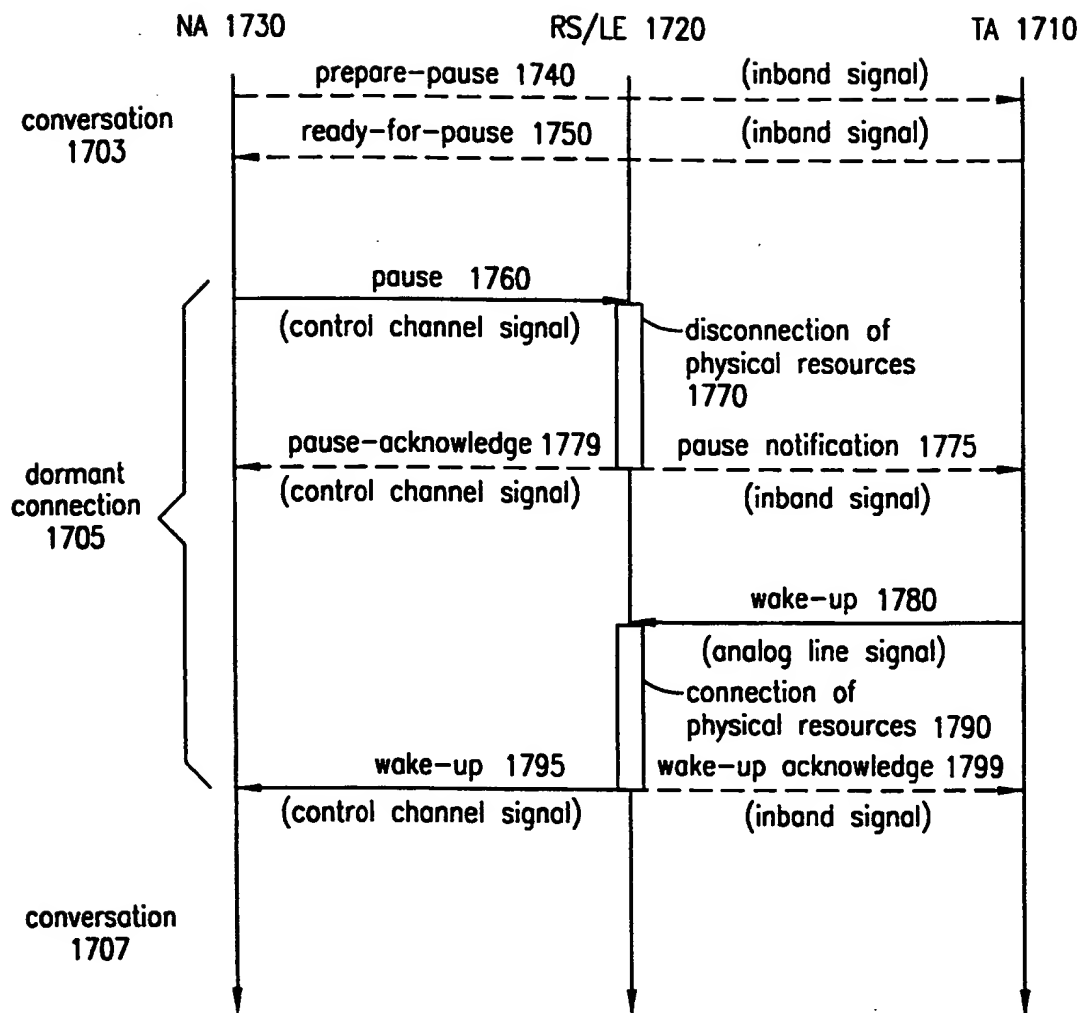 NA 1730 RS/LE 1720 TA 1710
prepare-pause 1740 (inband signal)
conversation
1703
ready-for-pause 1750 (inband signal)
pause 1760
(control channel signal)
disconnection of
physical resources
1770
pause-acknowledge 1779 pause notification 1775
(control channel signal) (inband signal)
dormant
connection
1705
wake-up 1780
(analog line signal)
connection of
physical resources 1790
wake-up 1795 wake-up acknowledge 1799
(control channel signal) (inband signal)
conversation
1707